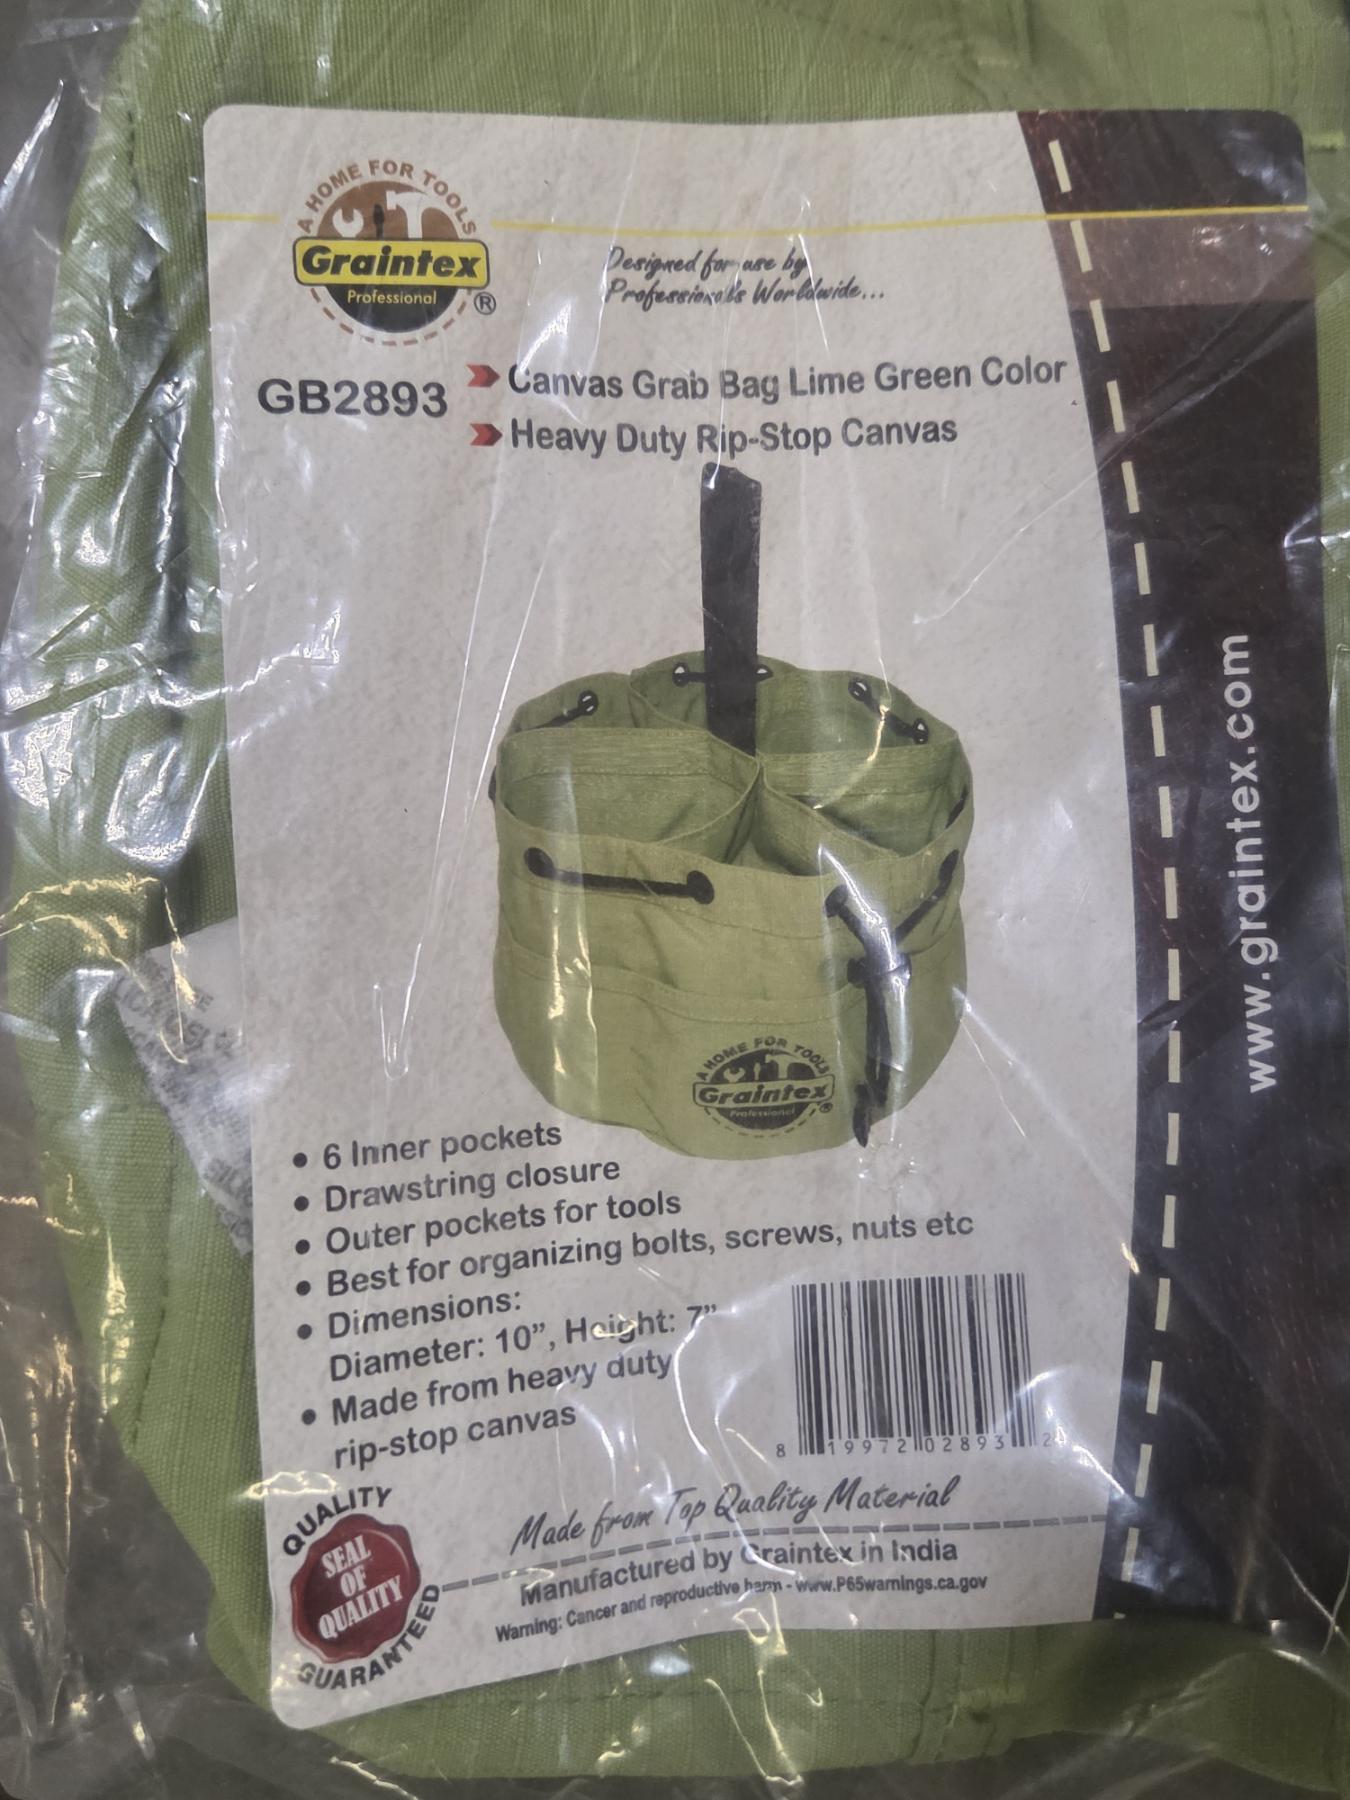 A HOME FOR TOOLS
Graintex
Professional
®
Designed for use by
Professionals Worldwide...
GB2893
Canvas Grab Bag Lime Green Color
Heavy Duty Rip-Stop Canvas
www.graintex.com
A HOME FOR TOOLS
Graintex
Professional
®
• 6 Inner pockets
• Drawstring closure
• Outer pockets for tools
• Best for organizing bolts, screws, nuts etc
• Dimensions:
Diameter: 10”, Height: 7”
• Made from heavy duty
rip-stop canvas
8 19972 02893 2
QUALITY
SEAL
OF
QUALITY
GUARANTEED
Made from Top Quality Material
Manufactured by Graintex in India
Warning: Cancer and reproductive harm - www.P65warnings.ca.gov